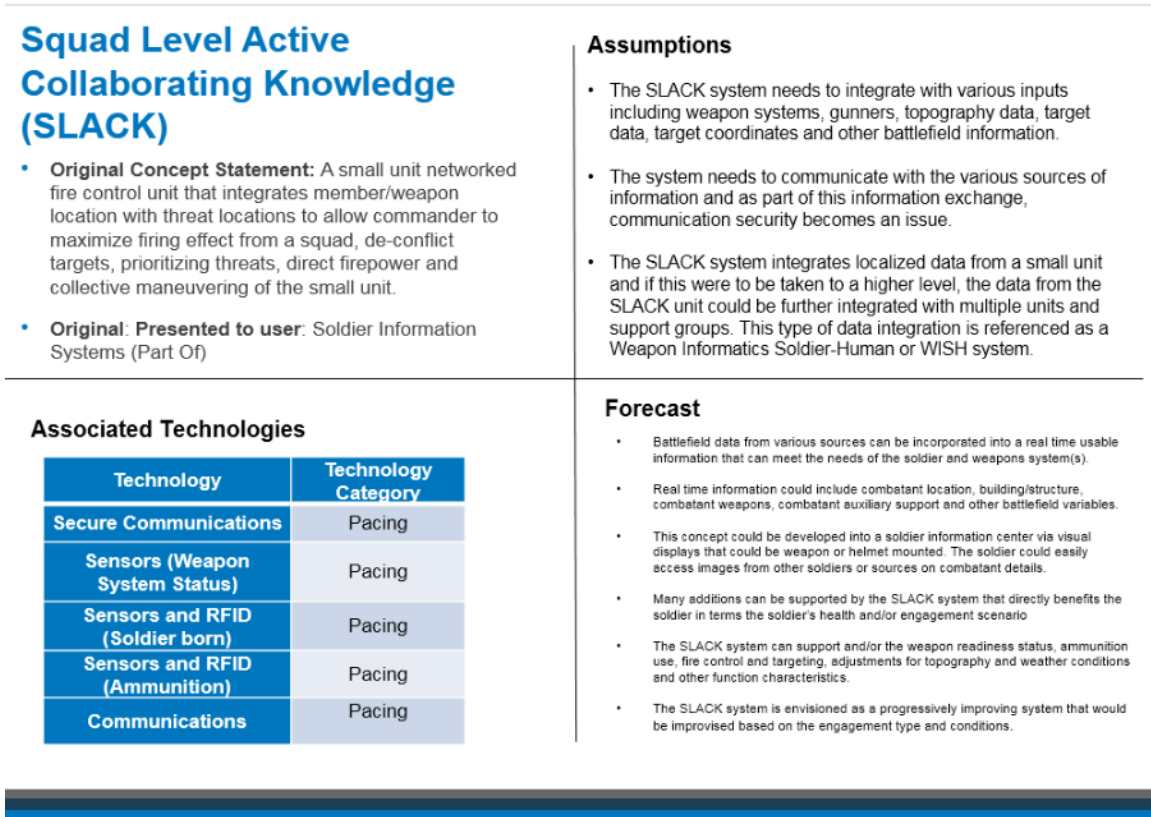 Squad Level Active
Collaborating Knowledge
(SLACK)
• Original Concept Statement: A small unit networked
fire control unit that integrates member/weapon
location with threat locations to allow commander to
maximize firing effect from a squad, de-conflict
targets, prioritizing threats, direct firepower and
collective maneuvering of the small unit.
• Original: Presented to user: Soldier Information
Systems (Part Of)
Assumptions
• The SLACK system needs to integrate with various inputs
including weapon systems, gunners, topography data, target
data, target coordinates and other battlefield information.
• The system needs to communicate with the various sources of
information and as part of this information exchange,
communication security becomes an issue.
• The SLACK system integrates localized data from a small unit
and if this were to be taken to a higher level, the data from the
SLACK unit could be further integrated with multiple units and
support groups. This type of data integration is referenced as a
Weapon Informatics Soldier-Human or WISH system.
Associated Technologies
Technology
Technology
Category
Secure Communications
Pacing
Sensors (Weapon
System Status)
Pacing
Sensors and RFID
(Soldier born)
Pacing
Sensors and RFID
(Ammunition)
Pacing
Communications
Pacing
Forecast
• Battlefield data from various sources can be incorporated into a real time usable
information that can meet the needs of the soldier and weapons system(s).
• Real time information could include combatant location, building/structure,
combatant weapons, combatant auxiliary support and other battlefield variables.
• This concept could be developed into a soldier information center via visual
displays that could be weapon or helmet mounted. The soldier could easily
access images from other soldiers or sources on combatant details.
• Many additions can be supported by the SLACK system that directly benefits the
soldier in terms the soldier's health and/or engagement scenario
• The SLACK system can support and/or the weapon readiness status, ammunition
use, fire control and targeting, adjustments for topography and weather conditions
and other function characteristics.
• The SLACK system is envisioned as a progressively improving system that would
be improvised based on the engagement type and conditions.